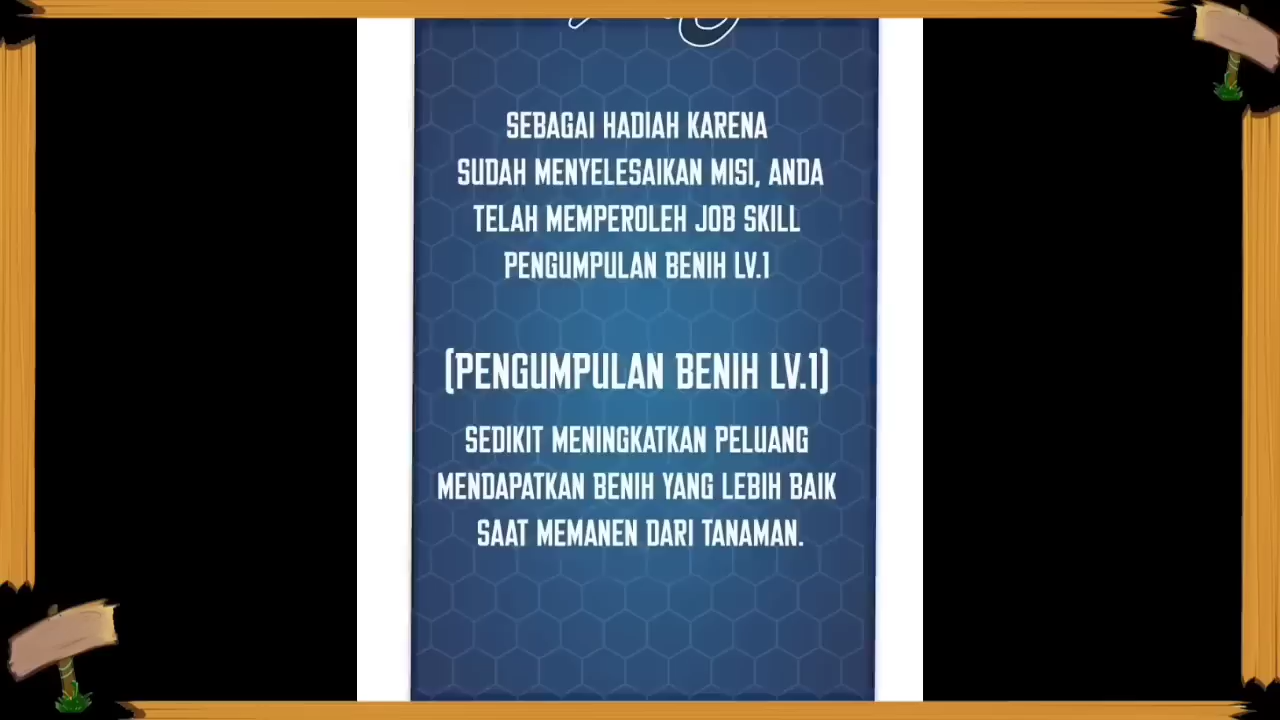 SEBAGAI HADIAH KARENA
SUDAH MENYELESAIKAN MISI, ANDA
TELAH MEMPEROLEH JOB SKILL
PENGUMPULAN BENIH LV.1
[PENGUMPULAN BENIH LV.1]
SEDIKIT MENINGKATKAN PELUANG
MENDAPATKAN BENIH YANG LEBIH BAIK
SAAT MEMANEN DARI TANAMAN.